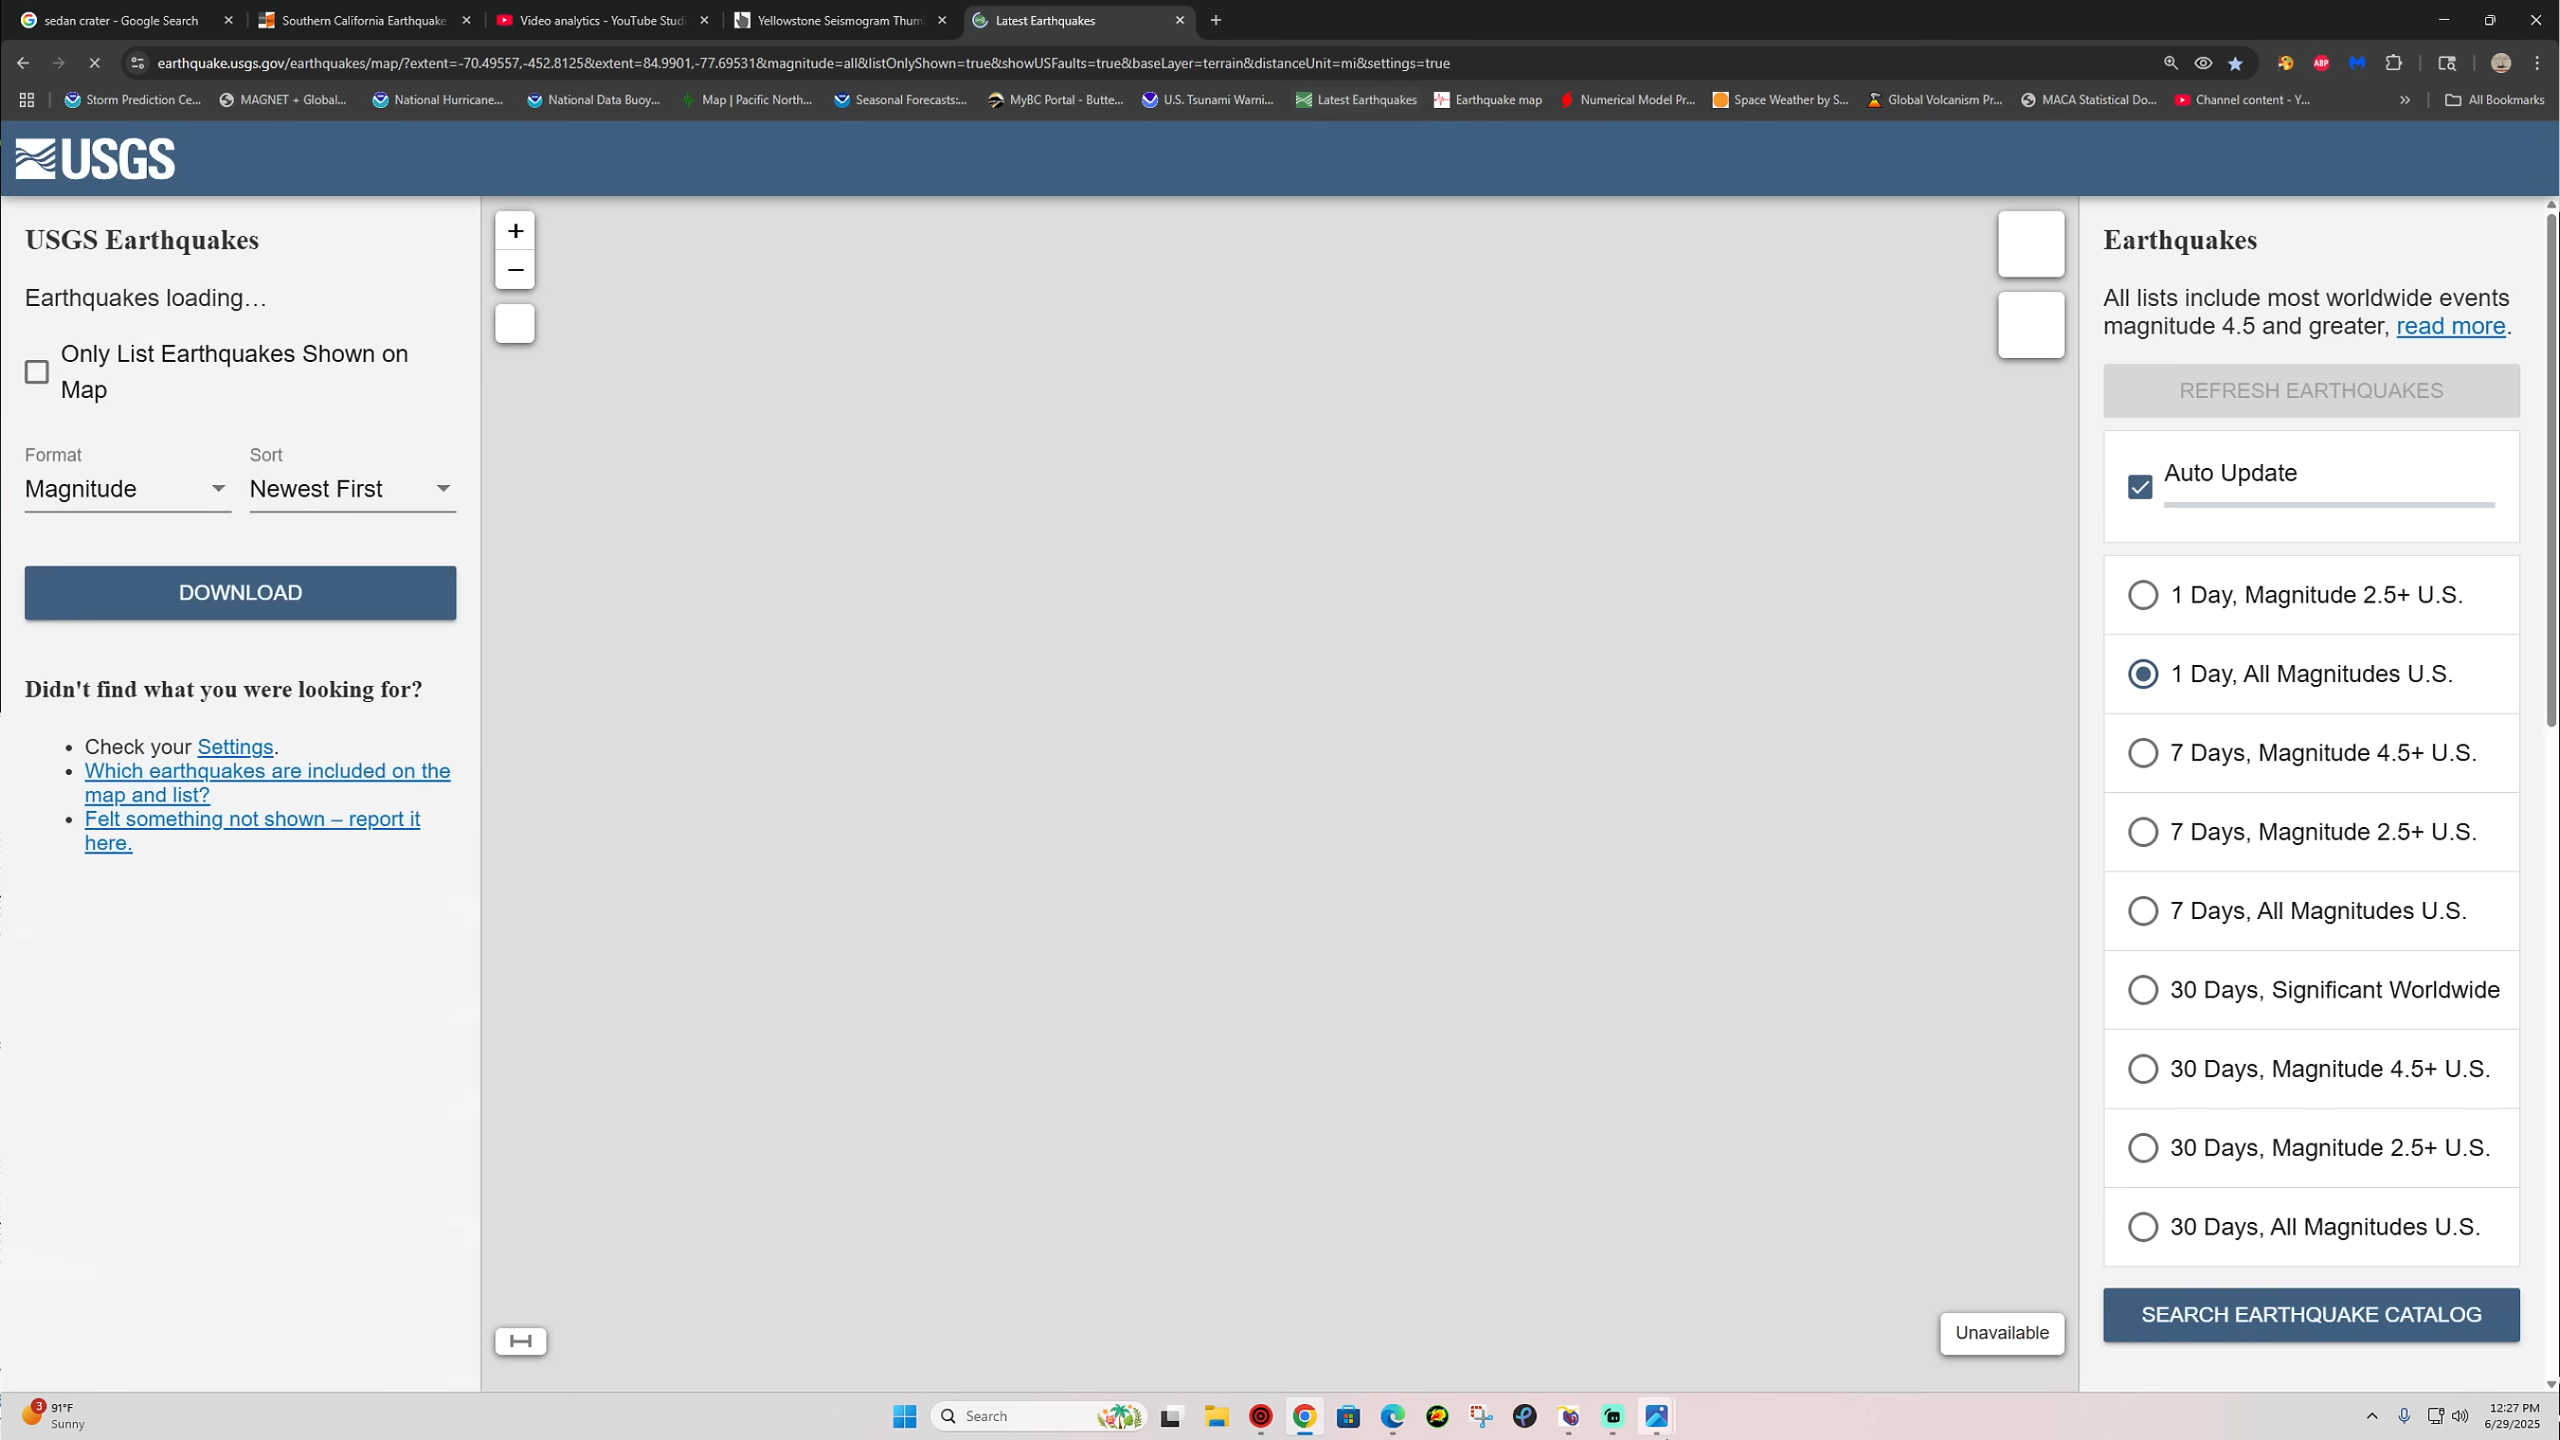 sedan crater - Google Search
Southern California Earthquake
Video analytics - YouTube Studi
Yellowstone Seismogram Thum
Latest Earthquakes
earthquake.usgs.gov/earthquakes/map/?extent=-70.49557,-452.8125&extent=84.9901,-77.69531&magnitude=all&listOnlyShown=true&showUSFaults=true&baseLayer=terrain&distanceUnit=mi&settings=true
ABP
Storm Prediction Ce...
MAGNET + Global...
National Hurricane...
National Data Buoy...
Map | Pacific North...
Seasonal Forecasts:...
MyBC Portal - Butte...
U.S. Tsunami Warni...
Latest Earthquakes
Earthquake map
Numerical Model Pr...
Space Weather by S...
Global Volcanism Pr...
MACA Statistical Do...
Channel content - Y...
All Bookmarks
USGS
USGS Earthquakes
Earthquakes loading…
Only List Earthquakes Shown on
Map
Format
Sort
Magnitude
Newest First
DOWNLOAD
Didn't find what you were looking for?
Check your Settings.
Which earthquakes are included on the
map and list?
Felt something not shown – report it
here.
+
−
Unavailable
Earthquakes
All lists include most worldwide events
magnitude 4.5 and greater, read more.
REFRESH EARTHQUAKES
Auto Update
1 Day, Magnitude 2.5+ U.S.
1 Day, All Magnitudes U.S.
7 Days, Magnitude 4.5+ U.S.
7 Days, Magnitude 2.5+ U.S.
7 Days, All Magnitudes U.S.
30 Days, Significant Worldwide
30 Days, Magnitude 4.5+ U.S.
30 Days, Magnitude 2.5+ U.S.
30 Days, All Magnitudes U.S.
SEARCH EARTHQUAKE CATALOG
3
91°F
Sunny
Search
12:27 PM
6/29/2025